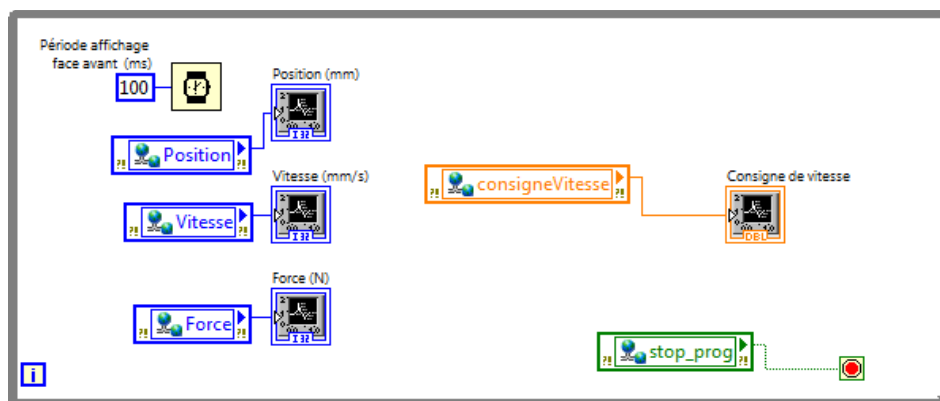 Période affichage
face avant (ms)
100
Position (mm)
I32
Position
Vitesse (mm/s)
I32
Vitesse
consigneVitesse
Consigne de vitesse
DBL
Force (N)
I32
Force
stop_prog
i